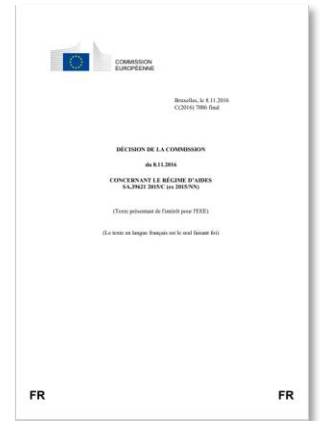 COMMISSION
EUROPÉENNE
Bruxelles, le 8.11.2016
C(2016) 7086 final
DÉCISION DE LA COMMISSION
du 8.11.2016
CONCERNANT LE RÉGIME D'AIDES
SA.39621 2015/C (ex 2015/NN)
(Texte présentant de l'intérêt pour l'EEE)
(Le texte en langue français est le seul faisant foi)
FR FR